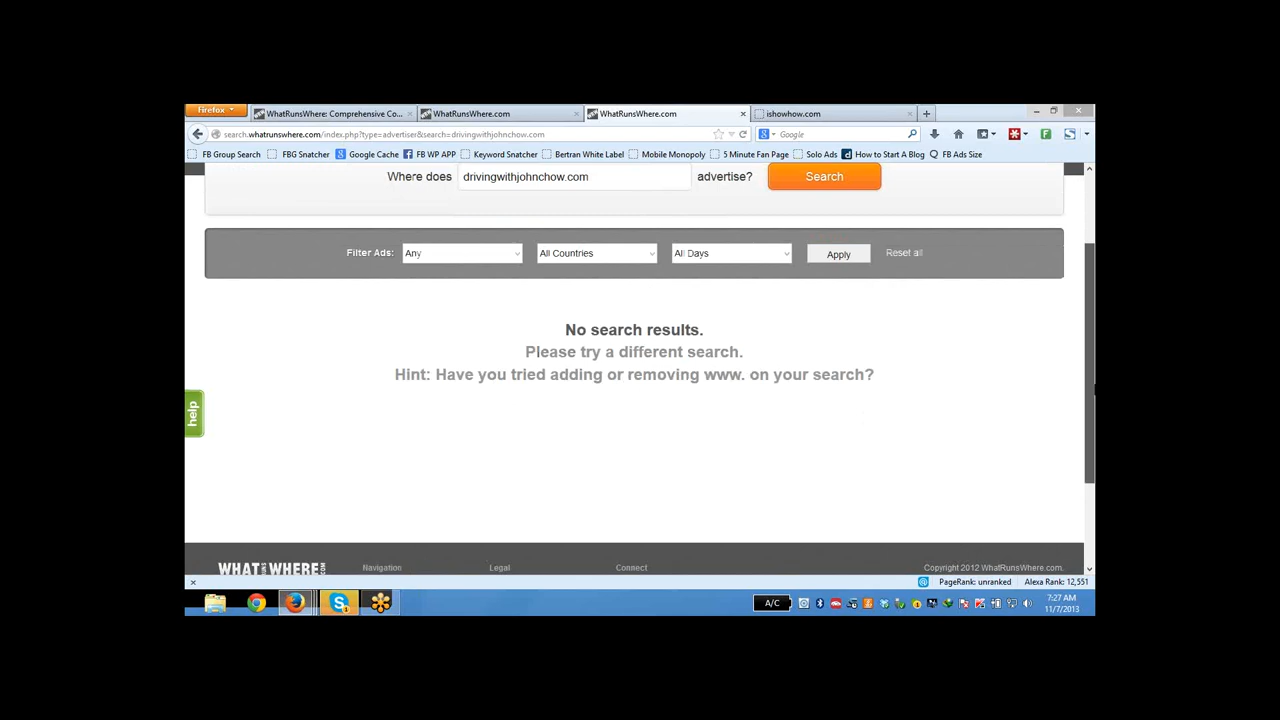 Firefox
WhatRunsWhere: Comprehensive Co...
WhatRunsWhere.com
WhatRunsWhere.com
ishowhow.com
search.whatrunswhere.com/index.php?type=advertiser&search=drivingwithjohnchow.com
Google
FB Group Search
FBG Snatcher
Google Cache
FB WP APP
Keyword Snatcher
Bertran White Label
Mobile Monopoly
5 Minute Fan Page
Solo Ads
How to Start A Blog
FB Ads Size
Where does drivingwithjohnchow.com advertise? Search
Filter Ads: Any All Countries All Days Apply Reset all
No search results.
Please try a different search.
Hint: Have you tried adding or removing www. on your search?
help
WHATRUNSWHERE.COM Navigation Legal Connect Copyright 2012 WhatRunsWhere.com.
PageRank: unranked Alexa Rank: 12,551
A/C
7:27 AM
11/7/2013